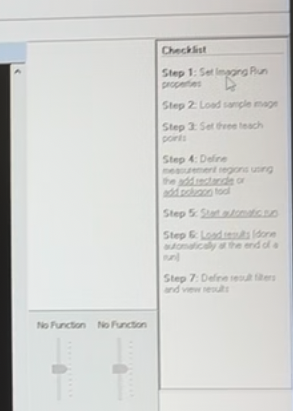 Checklist
Step 1: Set Imaging Run
properties
Step 2: Load sample image
Step 3: Set three teach
points
Step 4: Define
measurement regions using
the add rectangle or
add polygon tool
Step 5: Start automatic run
Step 6: Load results (done
automatically at the end of a
run)
Step 7: Define result filters
and view results
No Function No Function